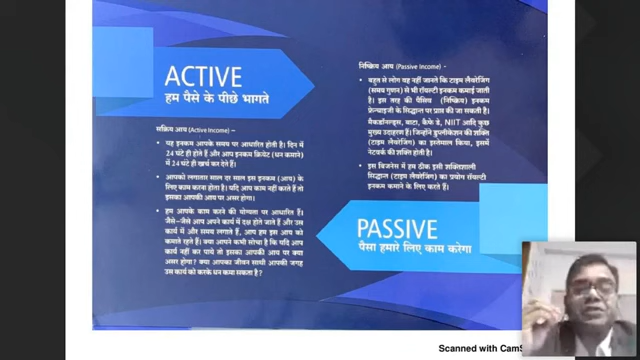 ACTIVE
हम पैसे के पीछे भागते
सक्रिय आय (Active Income) –
• यह इनकम आपके समय पर आधारित होती है। दिन में
24 घंटे ही होते हैं और आप इनकम क्रिएट (धन कमाने)
में 24 घंटे ही खर्च कर देते हैं।
• आपको लगातार साल दर साल इस इनकम (आय) के
लिए काम करना होता है। यदि आप काम नहीं करते हैं तो
इसका आपकी आय पर असर होगा।
• हम आपके काम करने की योग्यता पर आधारित हैं।
जैसे-जैसे आप अपने कार्य में दक्ष होते जाते हैं और उस
कार्य में और समय लगाते हैं, आप हम इस आय को
कमाते रहते हैं। क्या आपने कभी सोचा है कि यदि आप
कार्य नहीं कर पाये तो इसका आपकी आय पर क्या
असर होगा? क्या आपका जीवन साथी आपकी जगह
उस कार्य को करके धन कमा सकता है?
निष्क्रिय आय (Passive Income) -
• बहुत से लोग यह नहीं जानते कि टाइम लैवरेजिंग
(समय गुणन) से भी रॉयल्टी इनकम कमाई जाती
है। इस तरह की पैसिव (निष्क्रिय) इनकम
फ्रेन्चाइजी के सिद्धान्त पर प्राप्त की जा सकती है।
मैकडॉनल्ड्स, बाटा, कैफे डे, NIIT आदि कुछ
मुख्य उदाहरण हैं। जिन्होंने डुप्लीकेशन की शक्ति
(टाइम लैवरेजिंग) का इस्तेमाल किया, इसमें
नेटवर्क की शक्ति होती है।
• इस बिजनेस में हम ठीक इसी शक्तिशाली
सिद्धान्त (टाइम लैवरेजिंग) का प्रयोग रॉयल्टी
इनकम कमाने के लिए करते हैं।
PASSIVE
पैसा हमारे लिए काम करेगा
Scanned with CamS